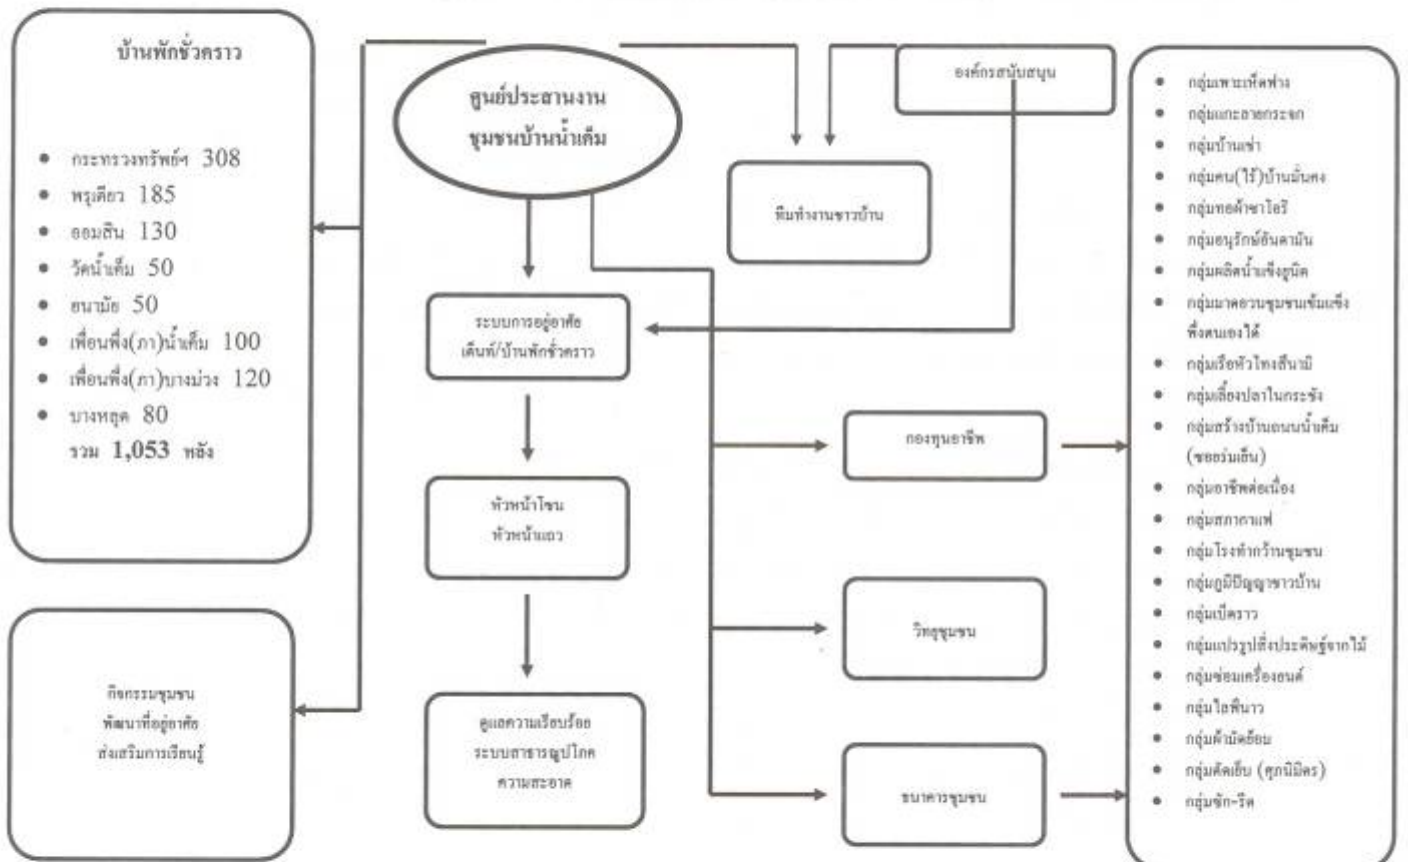 บ้านพักชั่วคราว
• กระทรวงทรัพย์ฯ 308
• พรุเตียว 185
• ออมสิน 130
• วัดน้ำเค็ม 50
• อนามัย 50
• เพื่อนพึ่ง(ภา)น้ำเค็ม 100
• เพื่อนพึ่ง(ภา)บางม่วง 120
• บางหลุด 80
รวม 1,053 หลัง
กิจกรรมชุมชน
พัฒนาที่อยู่อาศัย
ส่งเสริมการเรียนรู้
ศูนย์ประสานงาน
ชุมชนบ้านน้ำเค็ม
ระบบการอยู่อาศัย
เต็นท์/บ้านพักชั่วคราว
หัวหน้าโซน
หัวหน้าแถว
ดูแลความเรียบร้อย
ระบบสาธารณูปโภค
ความสะอาด
องค์กรสนับสนุน
ทีมทำงานชาวบ้าน
กองทุนอาชีพ
วิทยุชุมชน
ธนาคารชุมชน
• กลุ่มเพาะเห็ดฟาง
• กลุ่มแกะลายกระจก
• กลุ่มบ้านเช่า
• กลุ่มคน(ไร้)บ้านมั่นคง
• กลุ่มทอผ้าซาโอริ
• กลุ่มอนุรักษ์อันดามัน
• กลุ่มผลิตน้ำแข็งยูนิต
• กลุ่มมาดอวนชุมชนเข้มแข็ง
พึ่งตนเองได้
• กลุ่มเรือหัวโทงสึนามิ
• กลุ่มเลี้ยงปลาในกระชัง
• กลุ่มสร้างบ้านถนนน้ำเค็ม
(ซอยร่มเย็น)
• กลุ่มอาชีพต่อเนื่อง
• กลุ่มสภากาแฟ
• กลุ่มโรงทำกว้านชุมชน
• กลุ่มภูมิปัญญาชาวบ้าน
• กลุ่มเบ็ดราว
• กลุ่มแปรรูปสิ่งประดิษฐ์จากไม้
• กลุ่มซ่อมเครื่องยนต์
• กลุ่มใสพีนาว
• กลุ่มผ้ามัดย้อม
• กลุ่มตัดเย็บ (ศุภนิมิตร)
• กลุ่มซัก-รีด